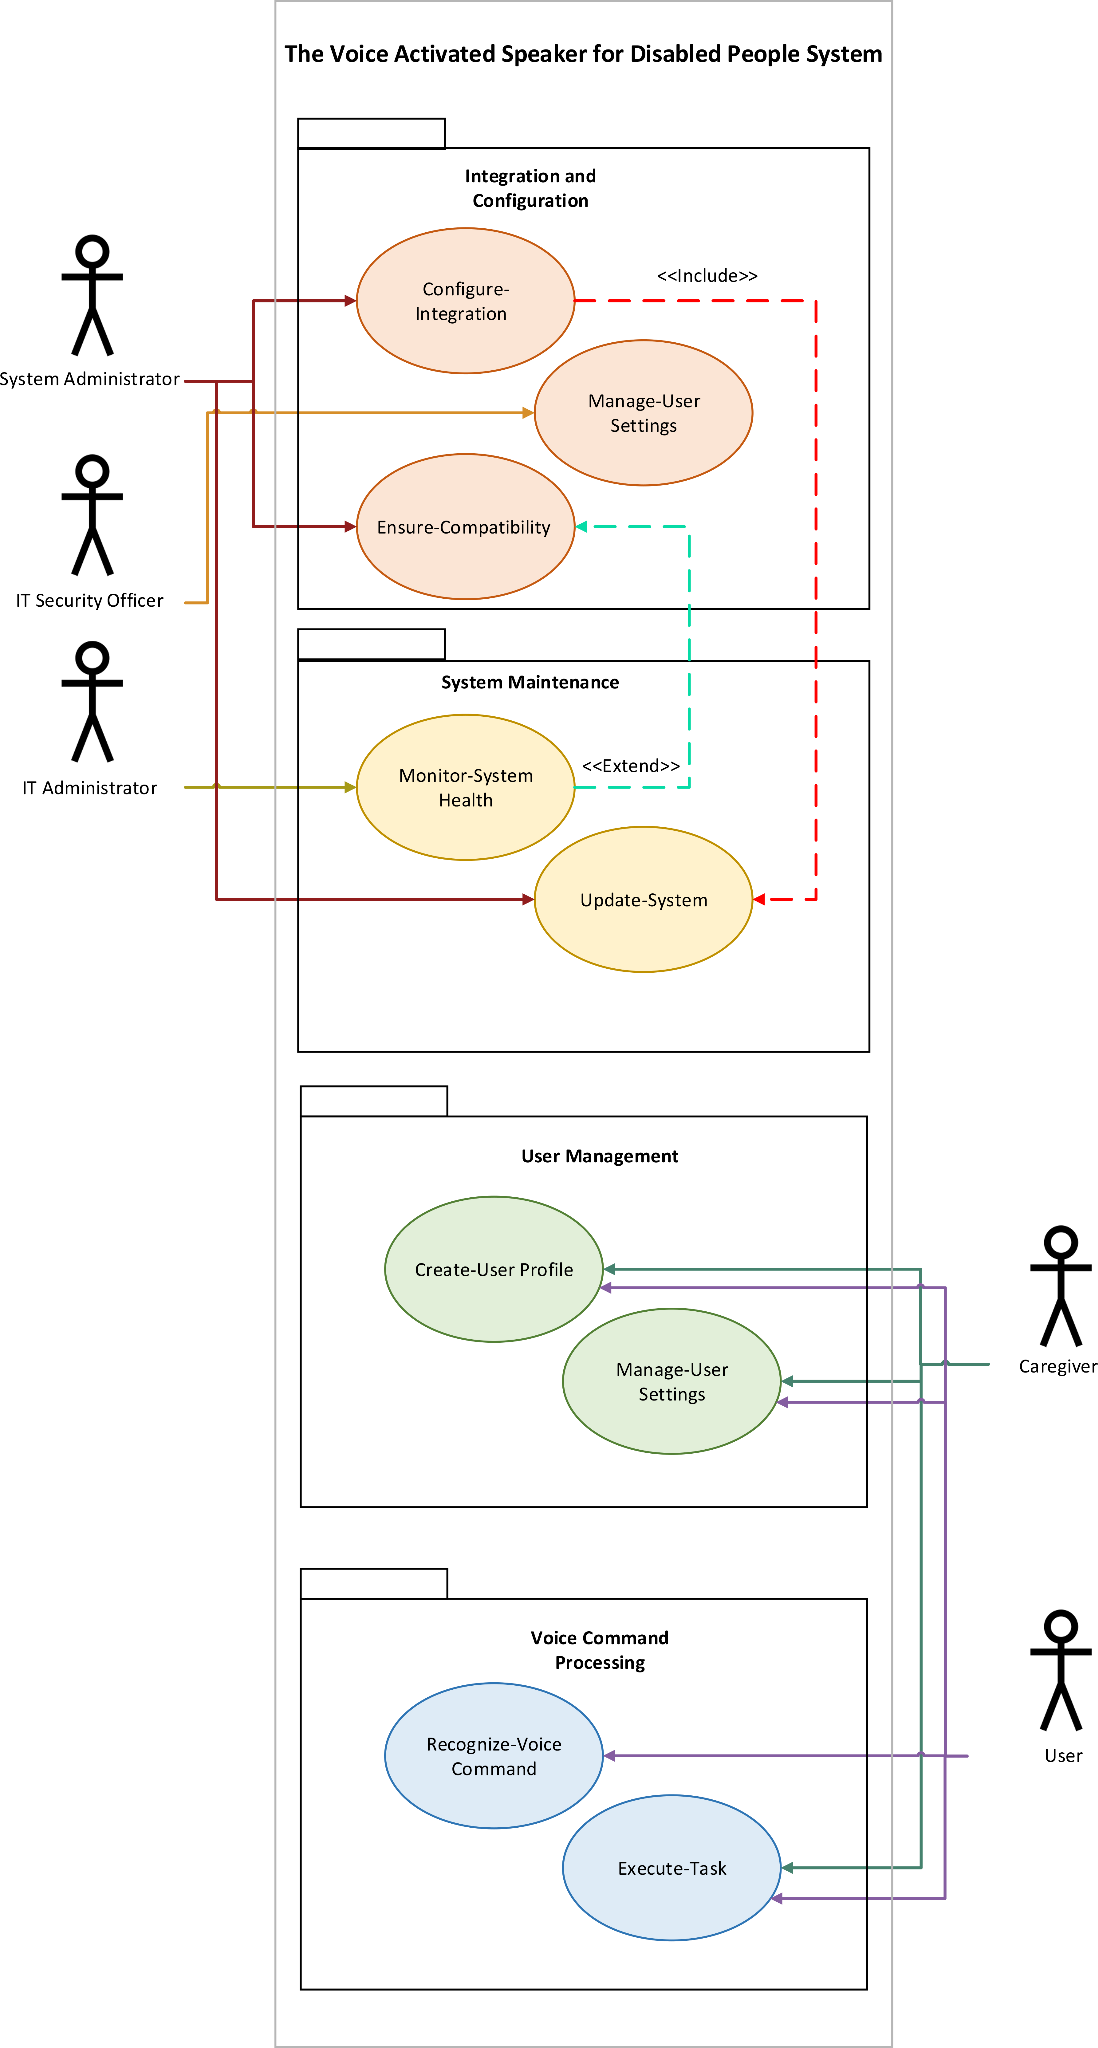 The Voice Activated Speaker for Disabled People System
Integration and
Configuration
Configure-
Integration
<<Include>>
System Administrator
Manage-User
Settings
Ensure-Compatibility
IT Security Officer
System Maintenance
Monitor-System
Health
<<Extend>>
IT Administrator
Update-System
User Management
Create-User Profile
Manage-User
Settings
Caregiver
Voice Command
Processing
Recognize-Voice
Command
User
Execute-Task